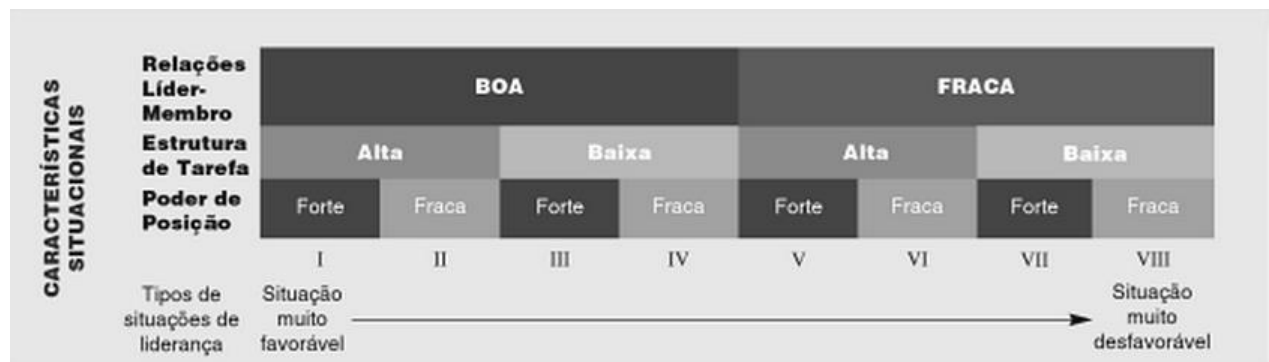 CARACTERÍSTICAS
SITUACIONAIS
Relações
Líder-
Membro
BOA
FRACA
Estrutura
de Tarefa
Alta
Baixa
Alta
Baixa
Poder de
Posição
Forte
Fraca
Forte
Fraca
Forte
Fraca
Forte
Fraca
I
II
III
IV
V
VI
VII
VIII
Tipos de
situações de
liderança
Situação
muito
favorável
Situação
muito
desfavorável